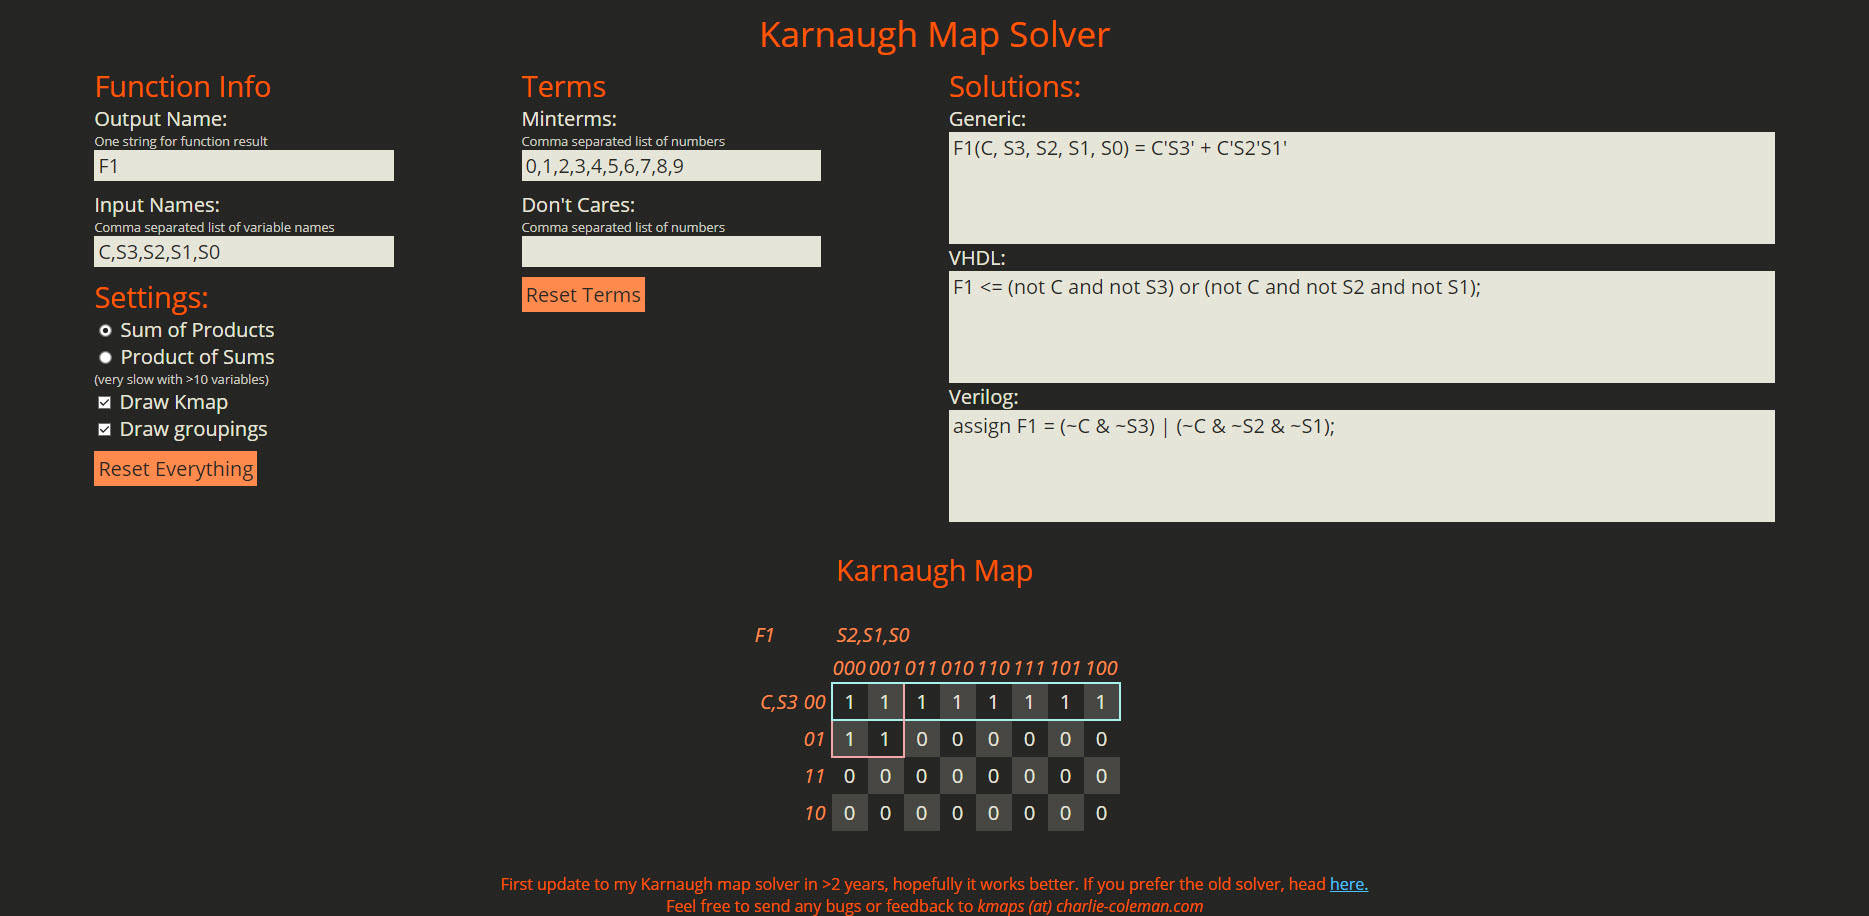 Karnaugh Map Solver
Function Info
Output Name:
One string for function result
F1
Input Names:
Comma separated list of variable names
C,S3,S2,S1,S0
Settings:
Sum of Products
Product of Sums
(very slow with >10 variables)
Draw Kmap
Draw groupings
Reset Everything
Terms
Minterms:
Comma separated list of numbers
0,1,2,3,4,5,6,7,8,9
Don't Cares:
Comma separated list of numbers
Reset Terms
Solutions:
Generic:
F1(C, S3, S2, S1, S0) = C'S3' + C'S2'S1'
VHDL:
F1 <= (not C and not S3) or (not C and not S2 and not S1);
Verilog:
assign F1 = (~C & ~S3) | (~C & ~S2 & ~S1);
Karnaugh Map
F1 S2,S1,S0
000 001 011 010 110 111 101 100
C,S3 00 1 1 1 1 1 1 1 1
01 1 1 0 0 0 0 0 0
11 0 0 0 0 0 0 0 0
10 0 0 0 0 0 0 0 0
First update to my Karnaugh map solver in >2 years, hopefully it works better. If you prefer the old solver, head here.
Feel free to send any bugs or feedback to kmaps (at) charlie-coleman.com